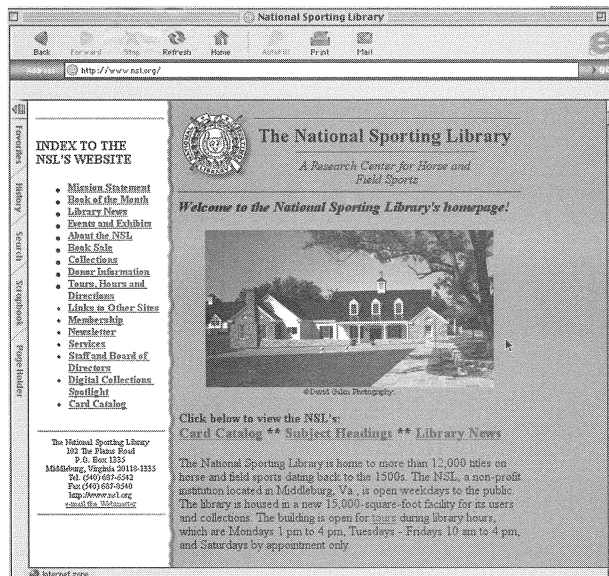 National Sporting Library
Back Forward Stop Refresh Home AutoFill Print Mail
http://www.nsl.org/
Favorites
History
Search
Scrapbook
Page Holder
INDEX TO THE
NSL'S WEBSITE
Mission Statement
Book of the Month
Library News
Events and Exhibits
About the NSL
Book Sale
Collections
Donor Information
Tours, Hours and
Directions
Links to Other Sites
Membership
Newsletter
Services
Staff and Board of
Directors
Digital Collections
Spotlight
Card Catalog
The National Sporting Library
102 The Plains Road
P.O. Box 1335
Middleburg, Virginia 20118-1335
Tel. (540) 687-6542
Fax (540) 687-8540
http://www.nsl.org
e-mail the Webmaster
The National Sporting Library
A Research Center for Horse and
Field Sports
Welcome to the National Sporting Library's homepage!
©David Galen Photography.
Click below to view the NSL's:
Card Catalog ** Subject Headings ** Library News
The National Sporting Library is home to more than 12,000 titles on
horse and field sports dating back to the 1500s. The NSL, a non-profit
institution located in Middleburg, Va., is open weekdays to the public.
The library is housed in a new 15,000-square-foot facility for its users
and collections. The building is open for tours during library hours,
which are Mondays 1 pm to 4 pm, Tuesdays - Fridays 10 am to 4 pm,
and Saturdays by appointment only.
Internet zone